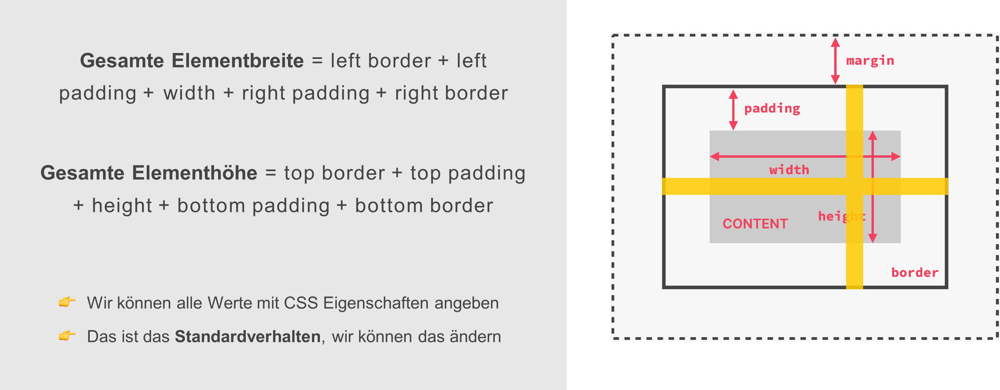 Gesamte Elementbreite = left border + left
padding + width + right padding + right border
Gesamte Elementhöhe = top border + top padding
+ height + bottom padding + bottom border
👉 Wir können alle Werte mit CSS Eigenschaften angeben
👉 Das ist das Standardverhalten, wir können das ändern
margin
padding
width
height
CONTENT
border